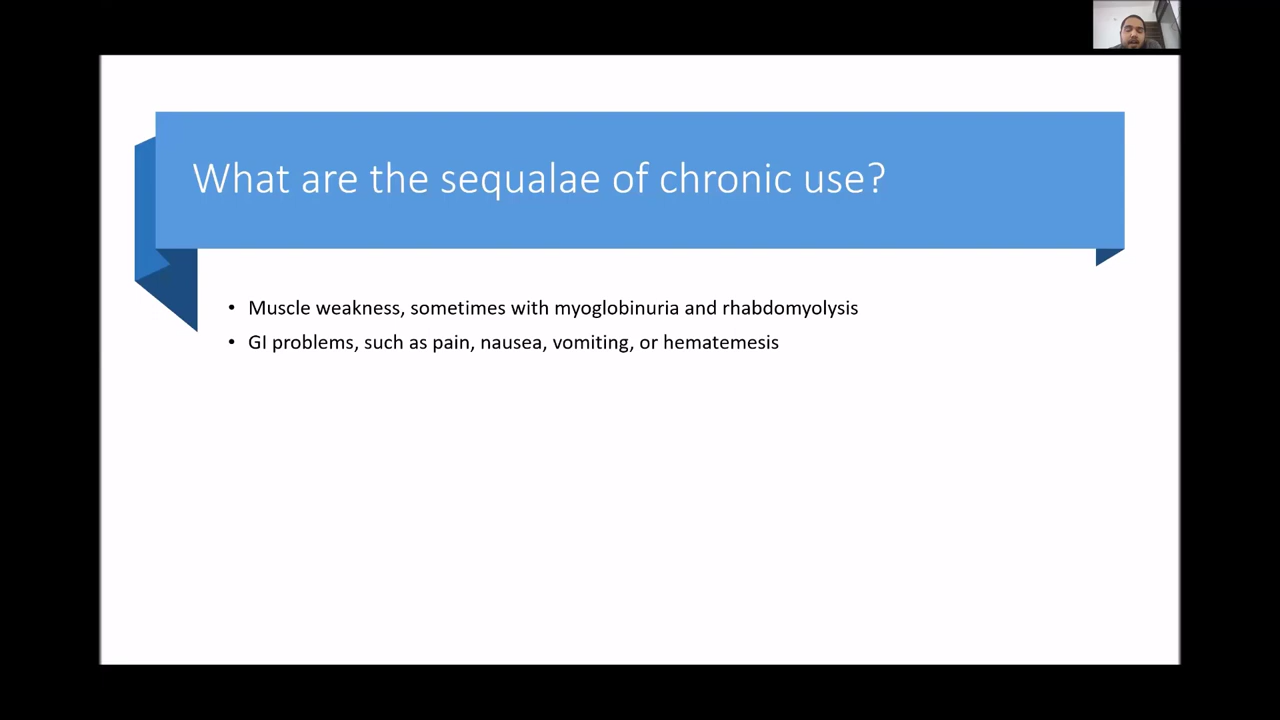 What are the sequalae of chronic use?
• Muscle weakness, sometimes with myoglobinuria and rhabdomyolysis
• GI problems, such as pain, nausea, vomiting, or hematemesis